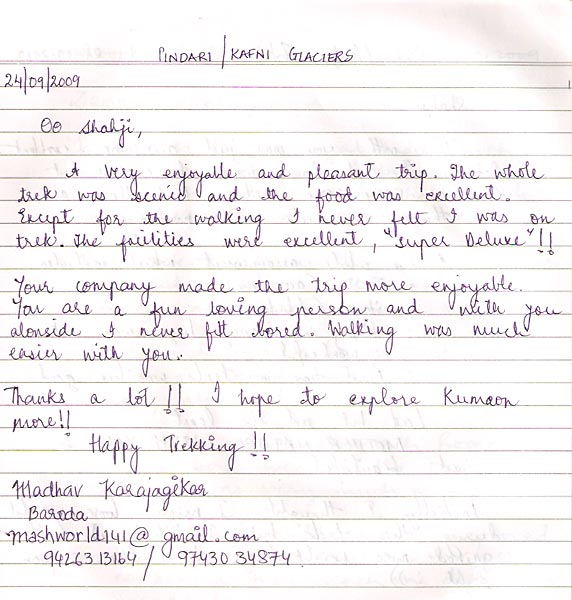 PINDARI / KAFNI GLACIERS
24/09/2009
Oo Shahji,
A very enjoyable and pleasant trip. The whole
trek was scenic and the food was excellent.
Except for the walking I never felt I was on
trek. The facilities were excellent, "Super Deluxe"!!
Your company made the trip more enjoyable.
You are a fun loving person and with you
alonside I never felt bored. Walking was much
easier with you.
Thanks a lot!! I hope to explore Kumaon
more!!
Happy Trekking!!
Madhav Karajagikar
Baroda
mashworld141@gmail.com
9426313164 / 9743034874